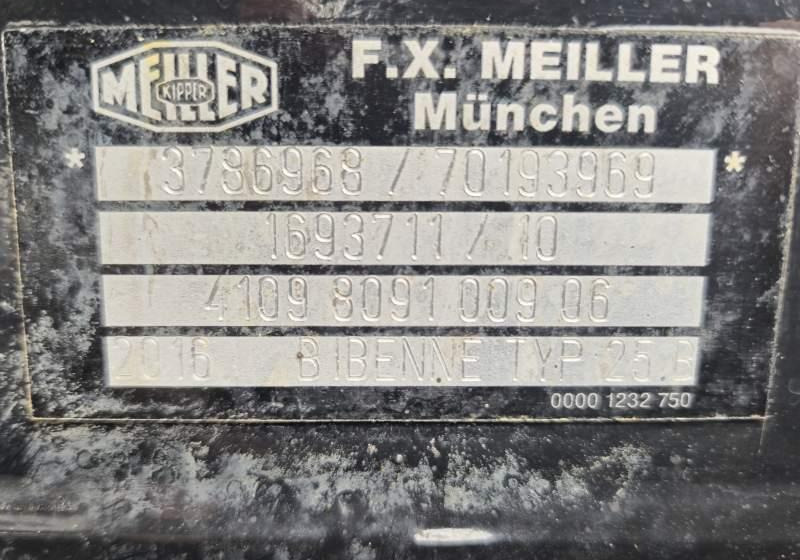 MEILLER
KIPPER
F.X. MEILLER
München
* 3786968 / 70193969 *
1693711 / 10
4109 8091 009 06
2016 BIBENNE TYP 25.B
0000 1232 750